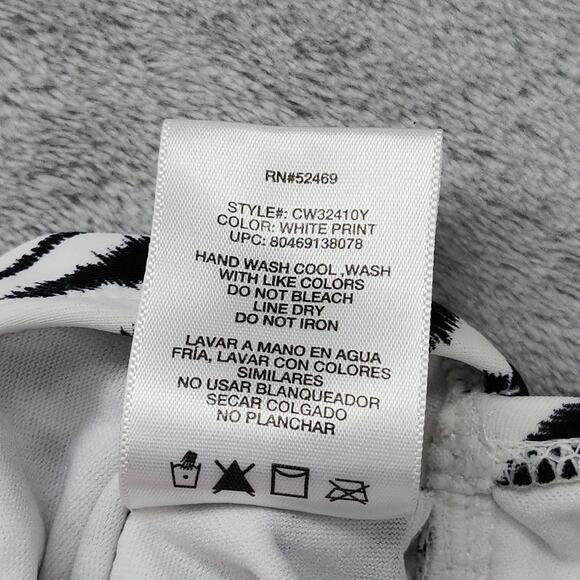 RN#52469
STYLE#: CW32410Y
COLOR: WHITE PRINT
UPC: 80469138078
HAND WASH COOL ,WASH
WITH LIKE COLORS
DO NOT BLEACH
LINE DRY
DO NOT IRON
LAVAR A MANO EN AGUA
FRÍA, LAVAR CON COLORES
SIMILARES
NO USAR BLANQUEADOR
SECAR COLGADO
NO PLANCHAR